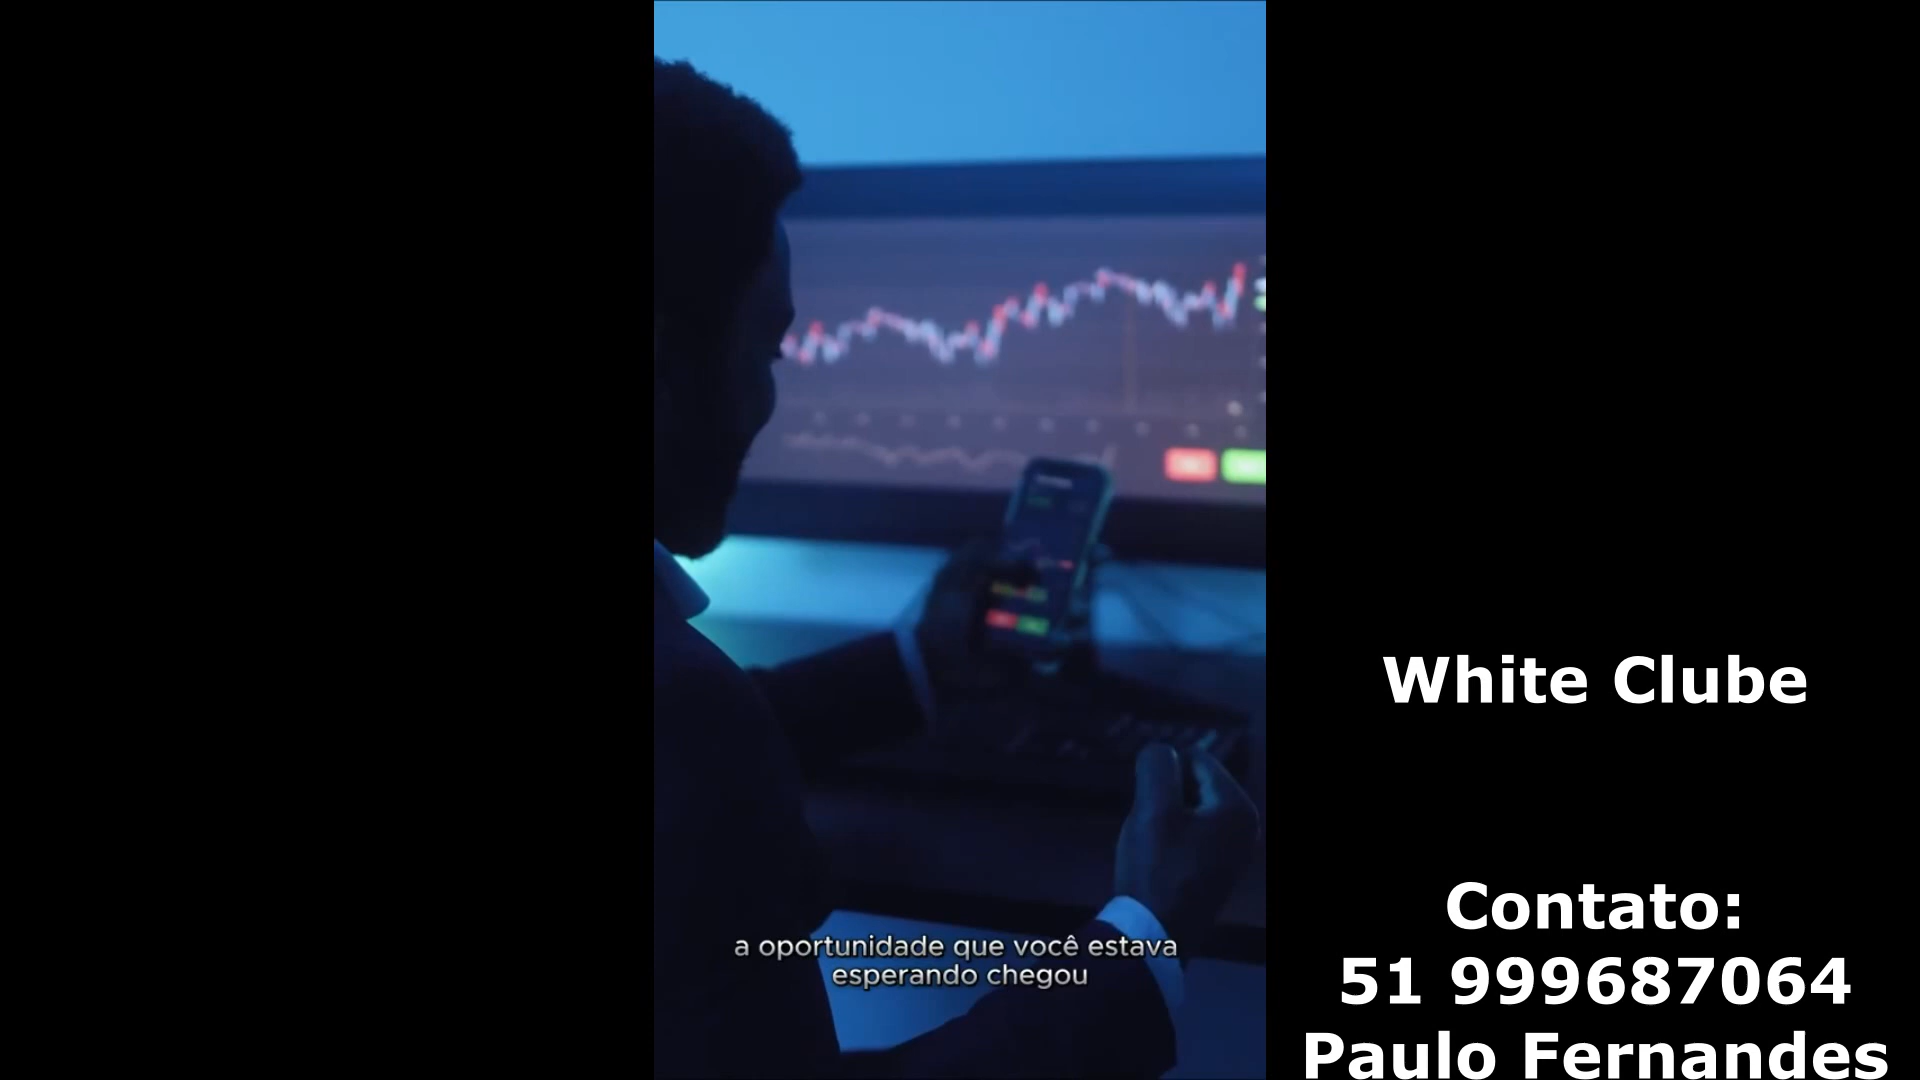 a oportunidade que você estava
esperando chegou
White Clube
Contato:
51 999687064
Paulo Fernandes